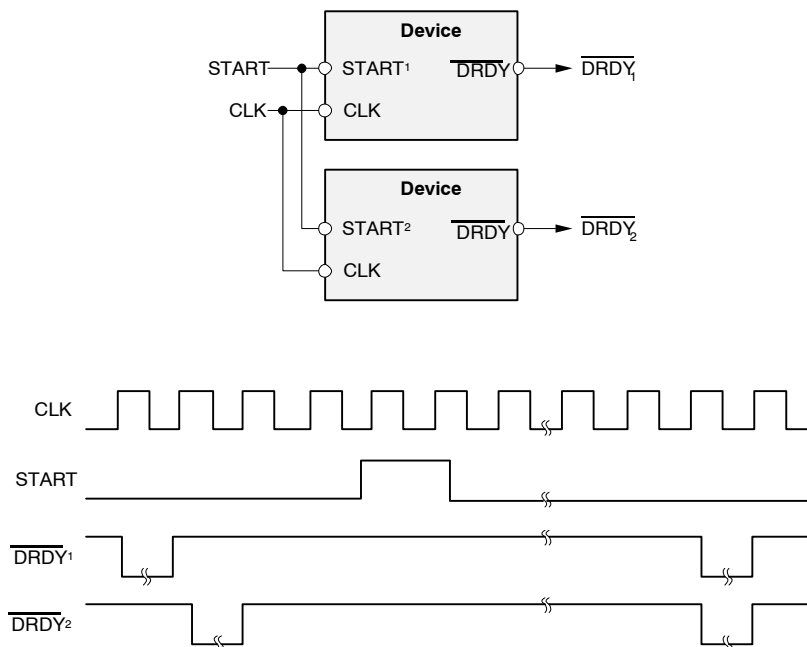 Device
START START¹ DRDY DRDY₁
CLK CLK
Device
START² DRDY DRDY₂
CLK
CLK
START
DRDY¹
DRDY²